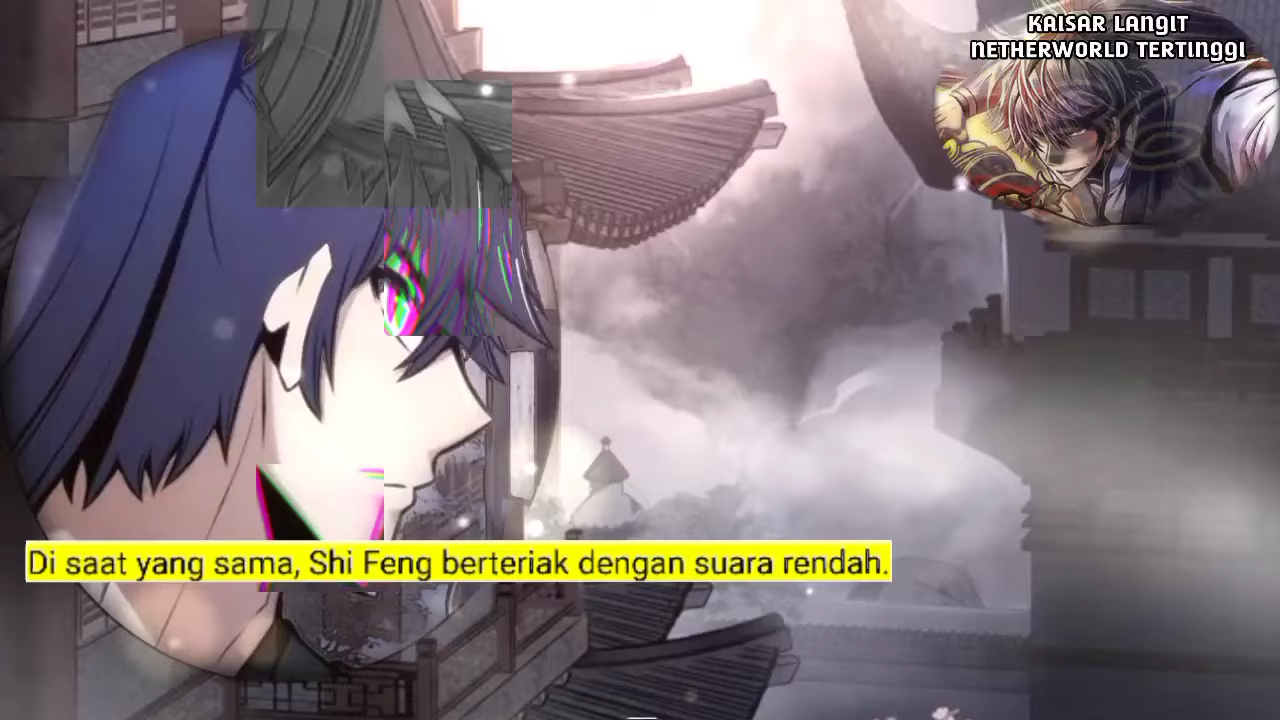 KAISAR LANGIT
NETHERWORLD TERTINGGI
Di saat yang sama, Shi Feng berteriak dengan suara rendah.